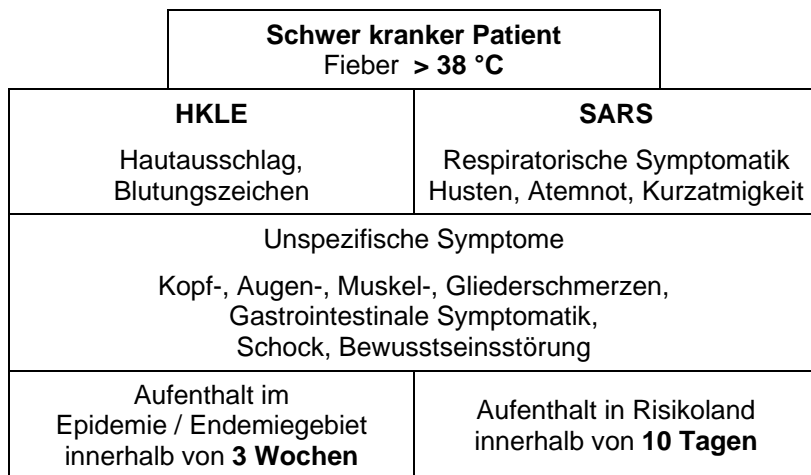 Schwer kranker Patient
Fieber > 38 °C
HKLE
Hautausschlag,
Blutungszeichen
SARS
Respiratorische Symptomatik
Husten, Atemnot, Kurzatmigkeit
Unspezifische Symptome
Kopf-, Augen-, Muskel-, Gliederschmerzen,
Gastrointestinale Symptomatik,
Schock, Bewusstseinsstörung
Aufenthalt im
Epidemie / Endemiegebiet
innerhalb von 3 Wochen
Aufenthalt in Risikoland
innerhalb von 10 Tagen